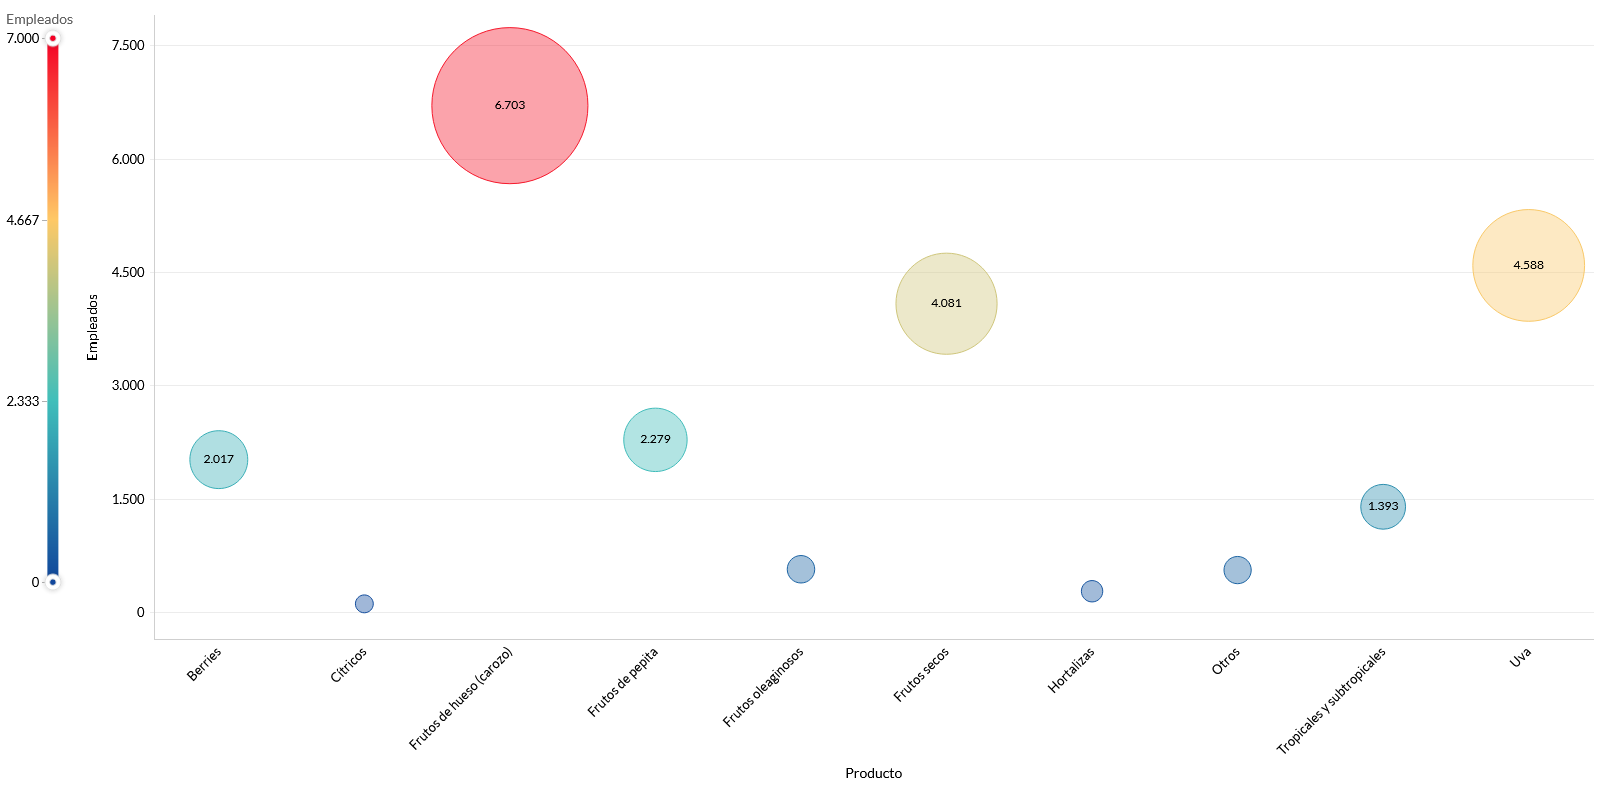 Empleados
7.000
4.667
2.333
0
Empleados
7.500
6.000
4.500
3.000
1.500
0
6.703
4.588
4.081
2.279
2.017
1.393
Berries
Cítricos
Frutos de hueso (carozo)
Frutos de pepita
Frutos oleaginosos
Frutos secos
Hortalizas
Otros
Tropicales y subtropicales
Uva
Producto